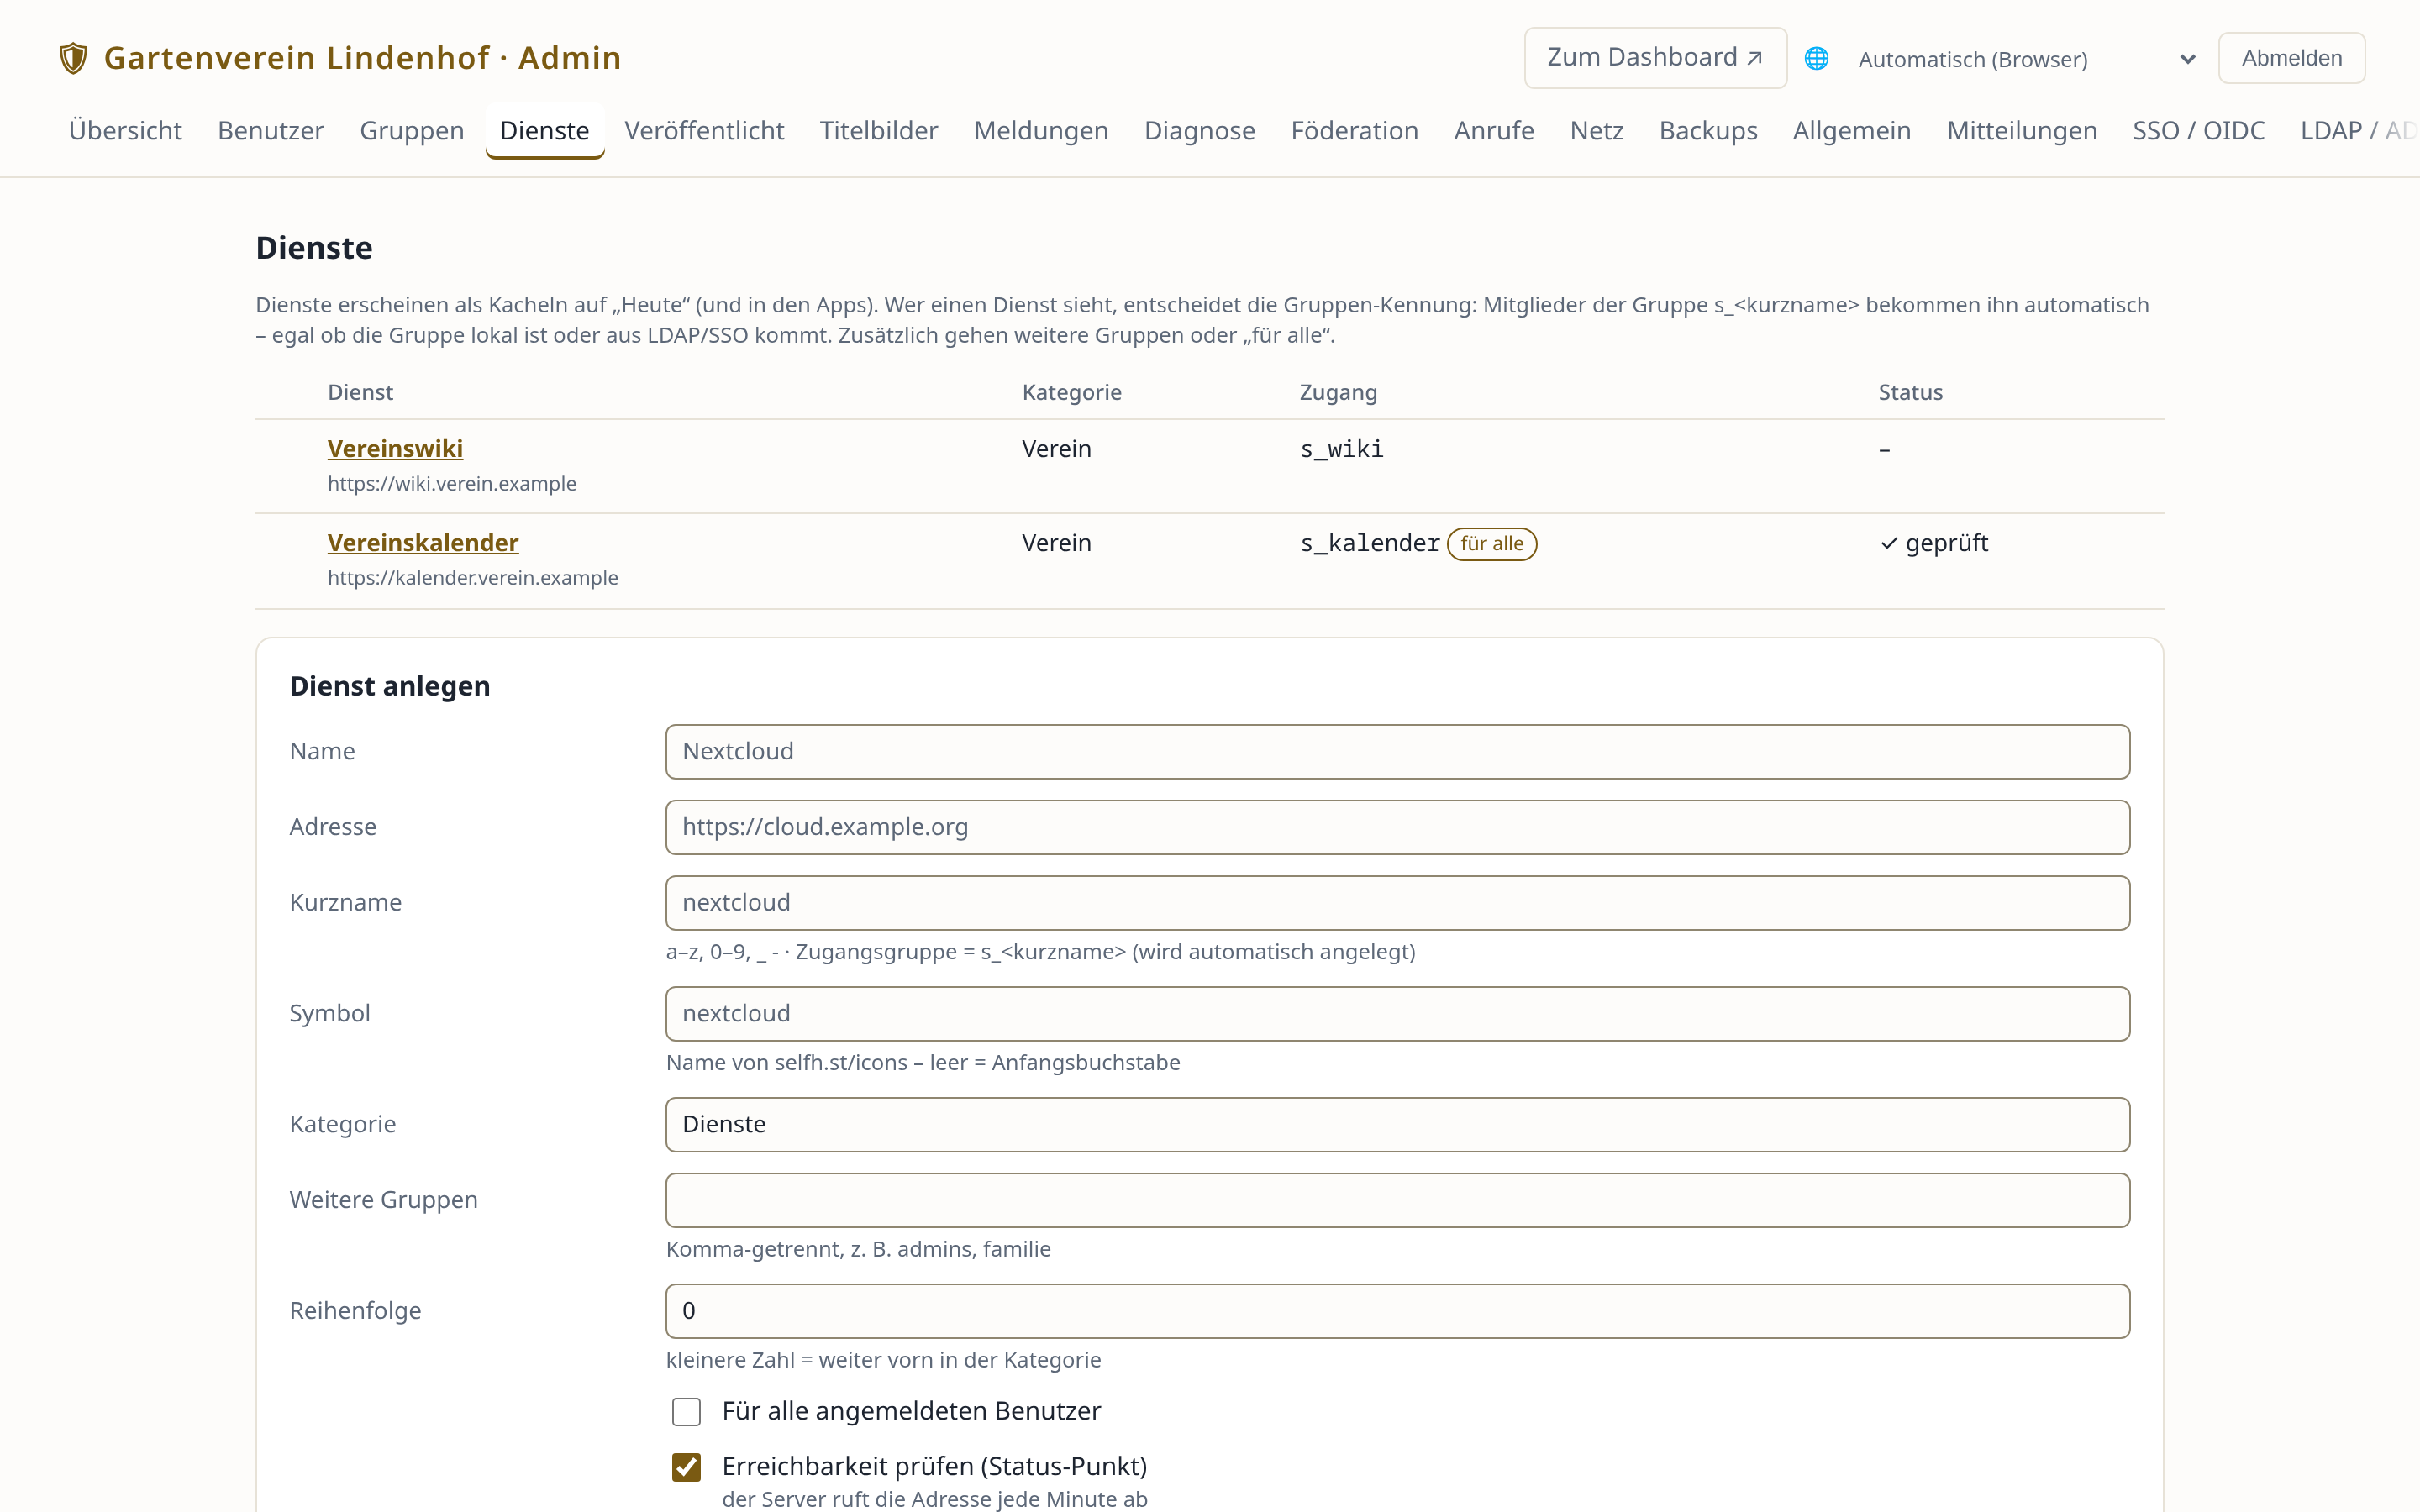 Gartenverein Lindenhof · Admin
Zum Dashboard ↗
Automatisch (Browser)
Abmelden
Übersicht Benutzer Gruppen Dienste Veröffentlicht Titelbilder Meldungen Diagnose Föderation Anrufe Netz Backups Allgemein Mitteilungen SSO / OIDC LDAP / AD
Dienste
Dienste erscheinen als Kacheln auf „Heute“ (und in den Apps). Wer einen Dienst sieht, entscheidet die Gruppen-Kennung: Mitglieder der Gruppe s_<kurzname> bekommen ihn automatisch
– egal ob die Gruppe lokal ist oder aus LDAP/SSO kommt. Zusätzlich gehen weitere Gruppen oder „für alle“.
Dienst Kategorie Zugang Status
Vereinswiki Verein s_wiki –
https://wiki.verein.example
Vereinskalender Verein s_kalender für alle ✓ geprüft
https://kalender.verein.example
Dienst anlegen
Name Nextcloud
Adresse https://cloud.example.org
Kurzname nextcloud
a–z, 0–9, _ - · Zugangsgruppe = s_<kurzname> (wird automatisch angelegt)
Symbol nextcloud
Name von selfh.st/icons – leer = Anfangsbuchstabe
Kategorie Dienste
Weitere Gruppen
Komma-getrennt, z. B. admins, familie
Reihenfolge 0
kleinere Zahl = weiter vorn in der Kategorie
Für alle angemeldeten Benutzer
Erreichbarkeit prüfen (Status-Punkt)
der Server ruft die Adresse jede Minute ab